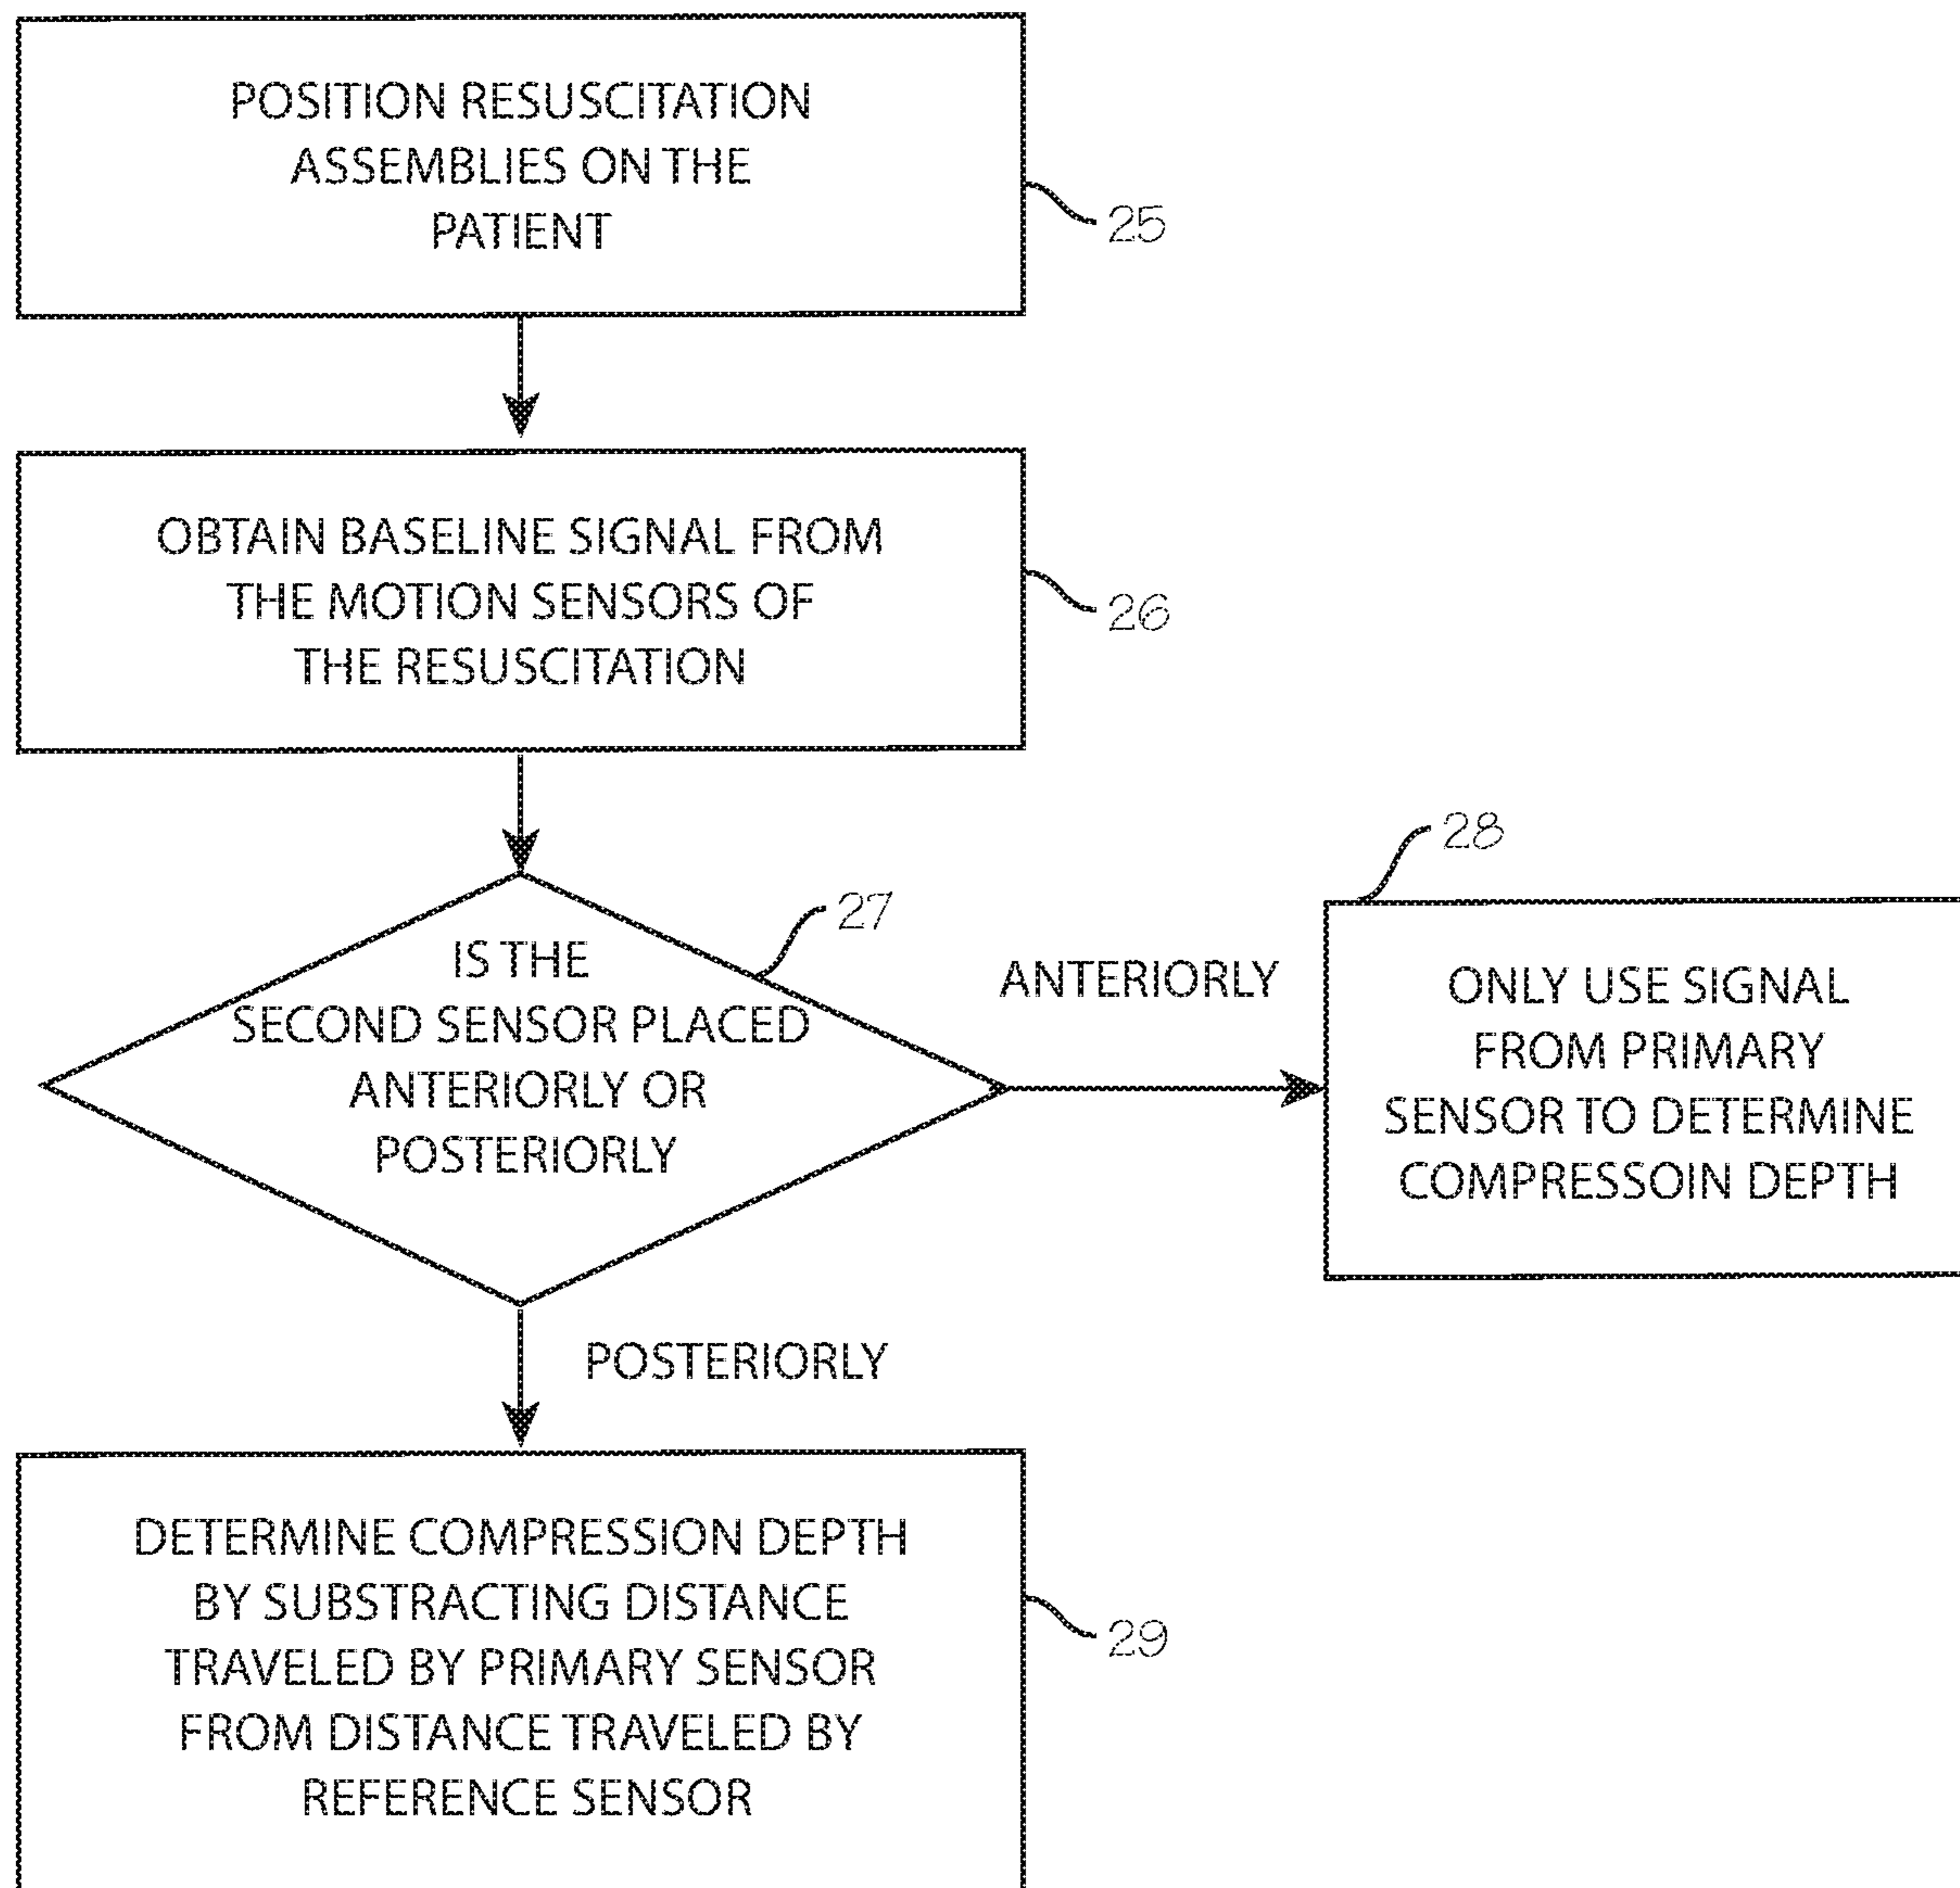 POSITION RESUSCITATION
ASSEMBLIES ON THE
PATIENT
25
OBTAIN BASELINE SIGNAL FROM
THE MOTION SENSORS OF
THE RESUSCITATION
26
IS THE
SECOND SENSOR PLACED
ANTERIORLY OR
POSTERIORLY
27
ANTERIORLY
28
ONLY USE SIGNAL
FROM PRIMARY
SENSOR TO DETERMINE
COMPRESSOIN DEPTH
POSTERIORLY
DETERMINE COMPRESSION DEPTH
BY SUBSTRACTING DISTANCE
TRAVELED BY PRIMARY SENSOR
FROM DISTANCE TRAVELED BY
REFERENCE SENSOR
29